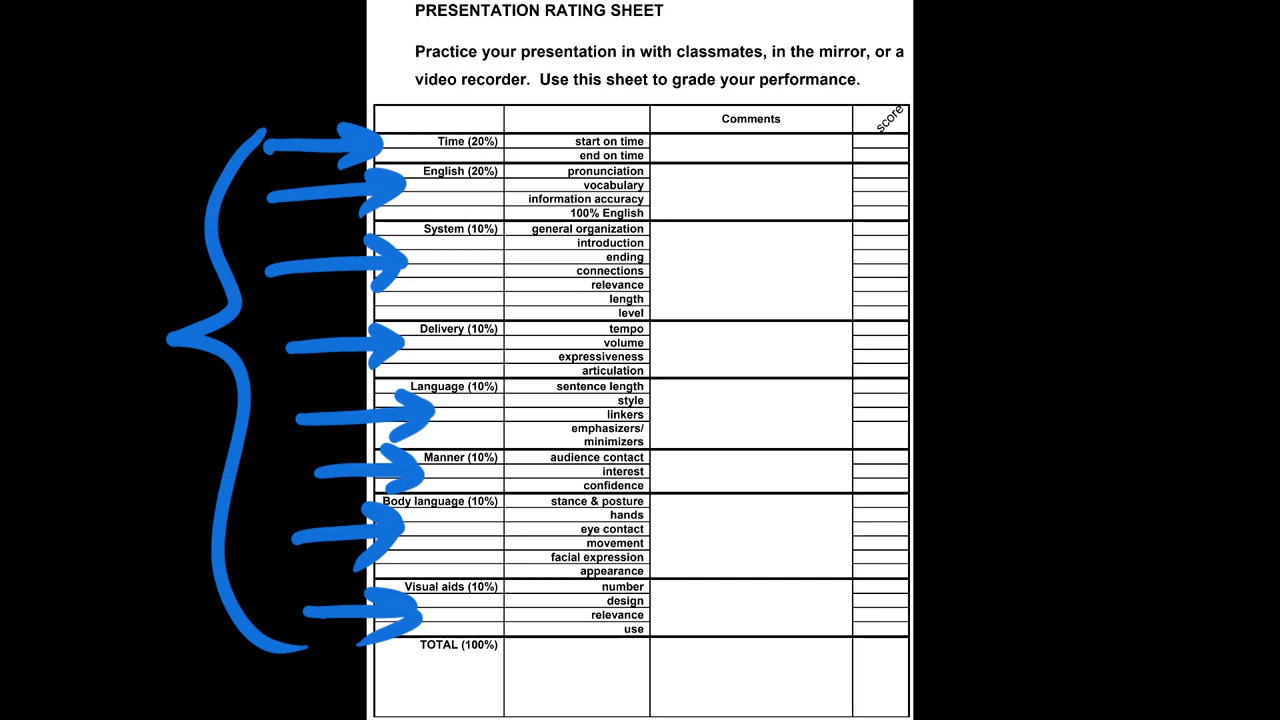 PRESENTATION RATING SHEET
Practice your presentation in with classmates, in the mirror, or a
video recorder.  Use this sheet to grade your performance.
Comments score
Time (20%) start on time
end on time
English (20%) pronunciation
vocabulary
information accuracy
100% English
System (10%) general organization
introduction
ending
connections
relevance
length
level
Delivery (10%) tempo
volume
expressiveness
articulation
Language (10%) sentence length
style
linkers
emphasizers/
minimizers
Manner (10%) audience contact
interest
confidence
Body language (10%) stance & posture
hands
eye contact
movement
facial expression
appearance
Visual aids (10%) number
design
relevance
use
TOTAL (100%)